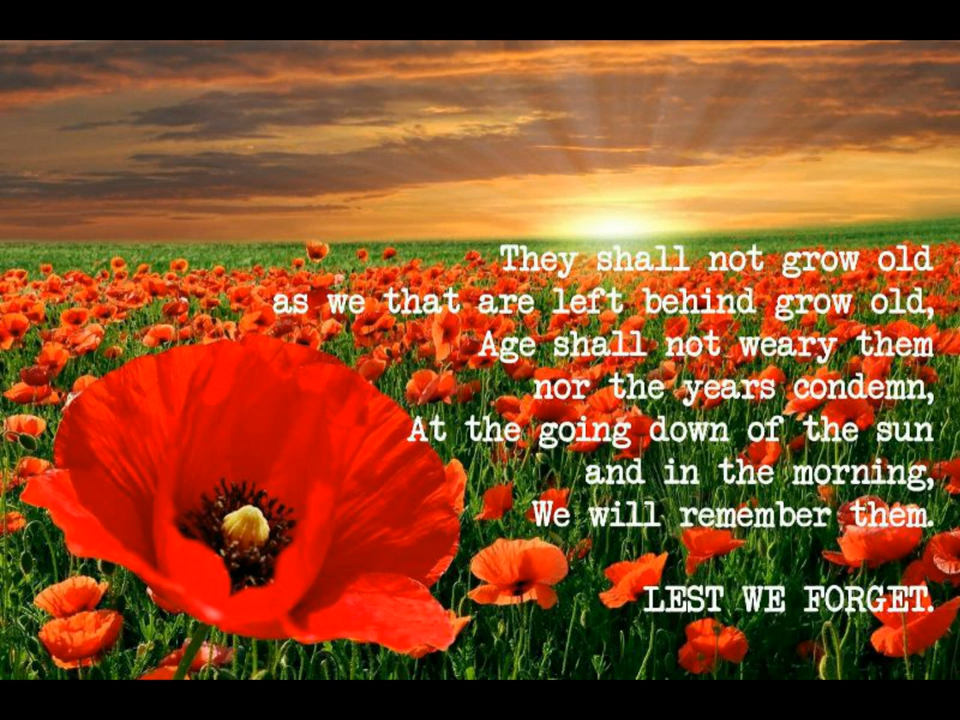 They shall not grow old
as we that are left behind grow old,
Age shall not weary them
nor the years condemn,
At the going down of the sun
and in the morning,
We will remember them.
LEST WE FORGET.